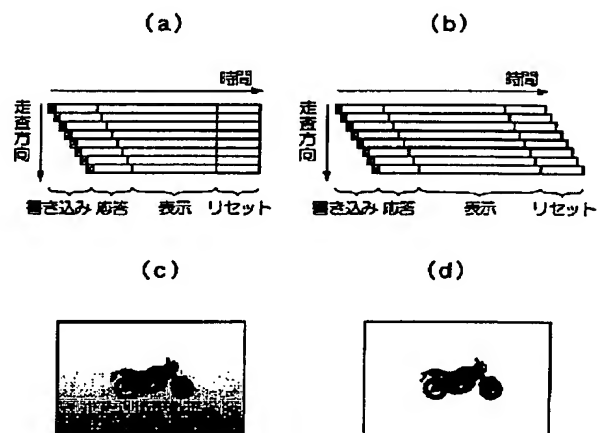 (a)
(b)
時間
時間
走査方向
走査方向
書き込み 応答 表示 リセット
書き込み 応答 表示 リセット
(c)
(d)